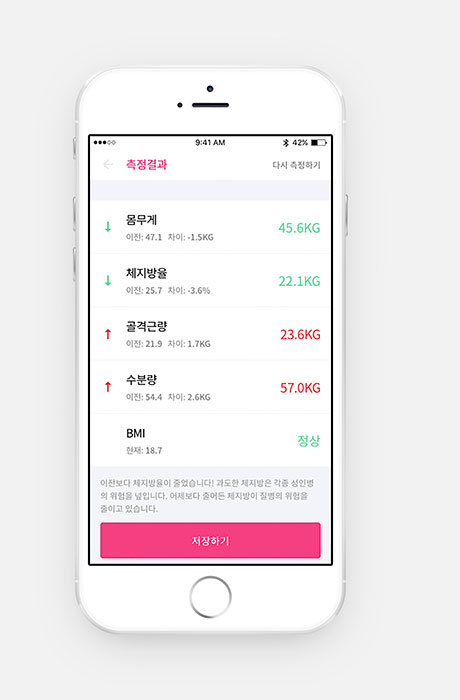 9:41 AM
42%
측정결과
다시 측정하기
몸무게
이전: 47.1 차이: -1.5KG
45.6KG
체지방율
이전: 25.7 차이: -3.6%
22.1KG
골격근량
이전: 21.9 차이: 1.7KG
23.6KG
수분량
이전: 54.4 차이: 2.6KG
57.0KG
BMI
현재: 18.7
정상
이전보다 체지방율이 줄었습니다! 과도한 체지방은 각종 성인병
의 위험을 높입니다. 어제보다 줄어든 체지방이 질병의 위험을
줄이고 있습니다.
저장하기